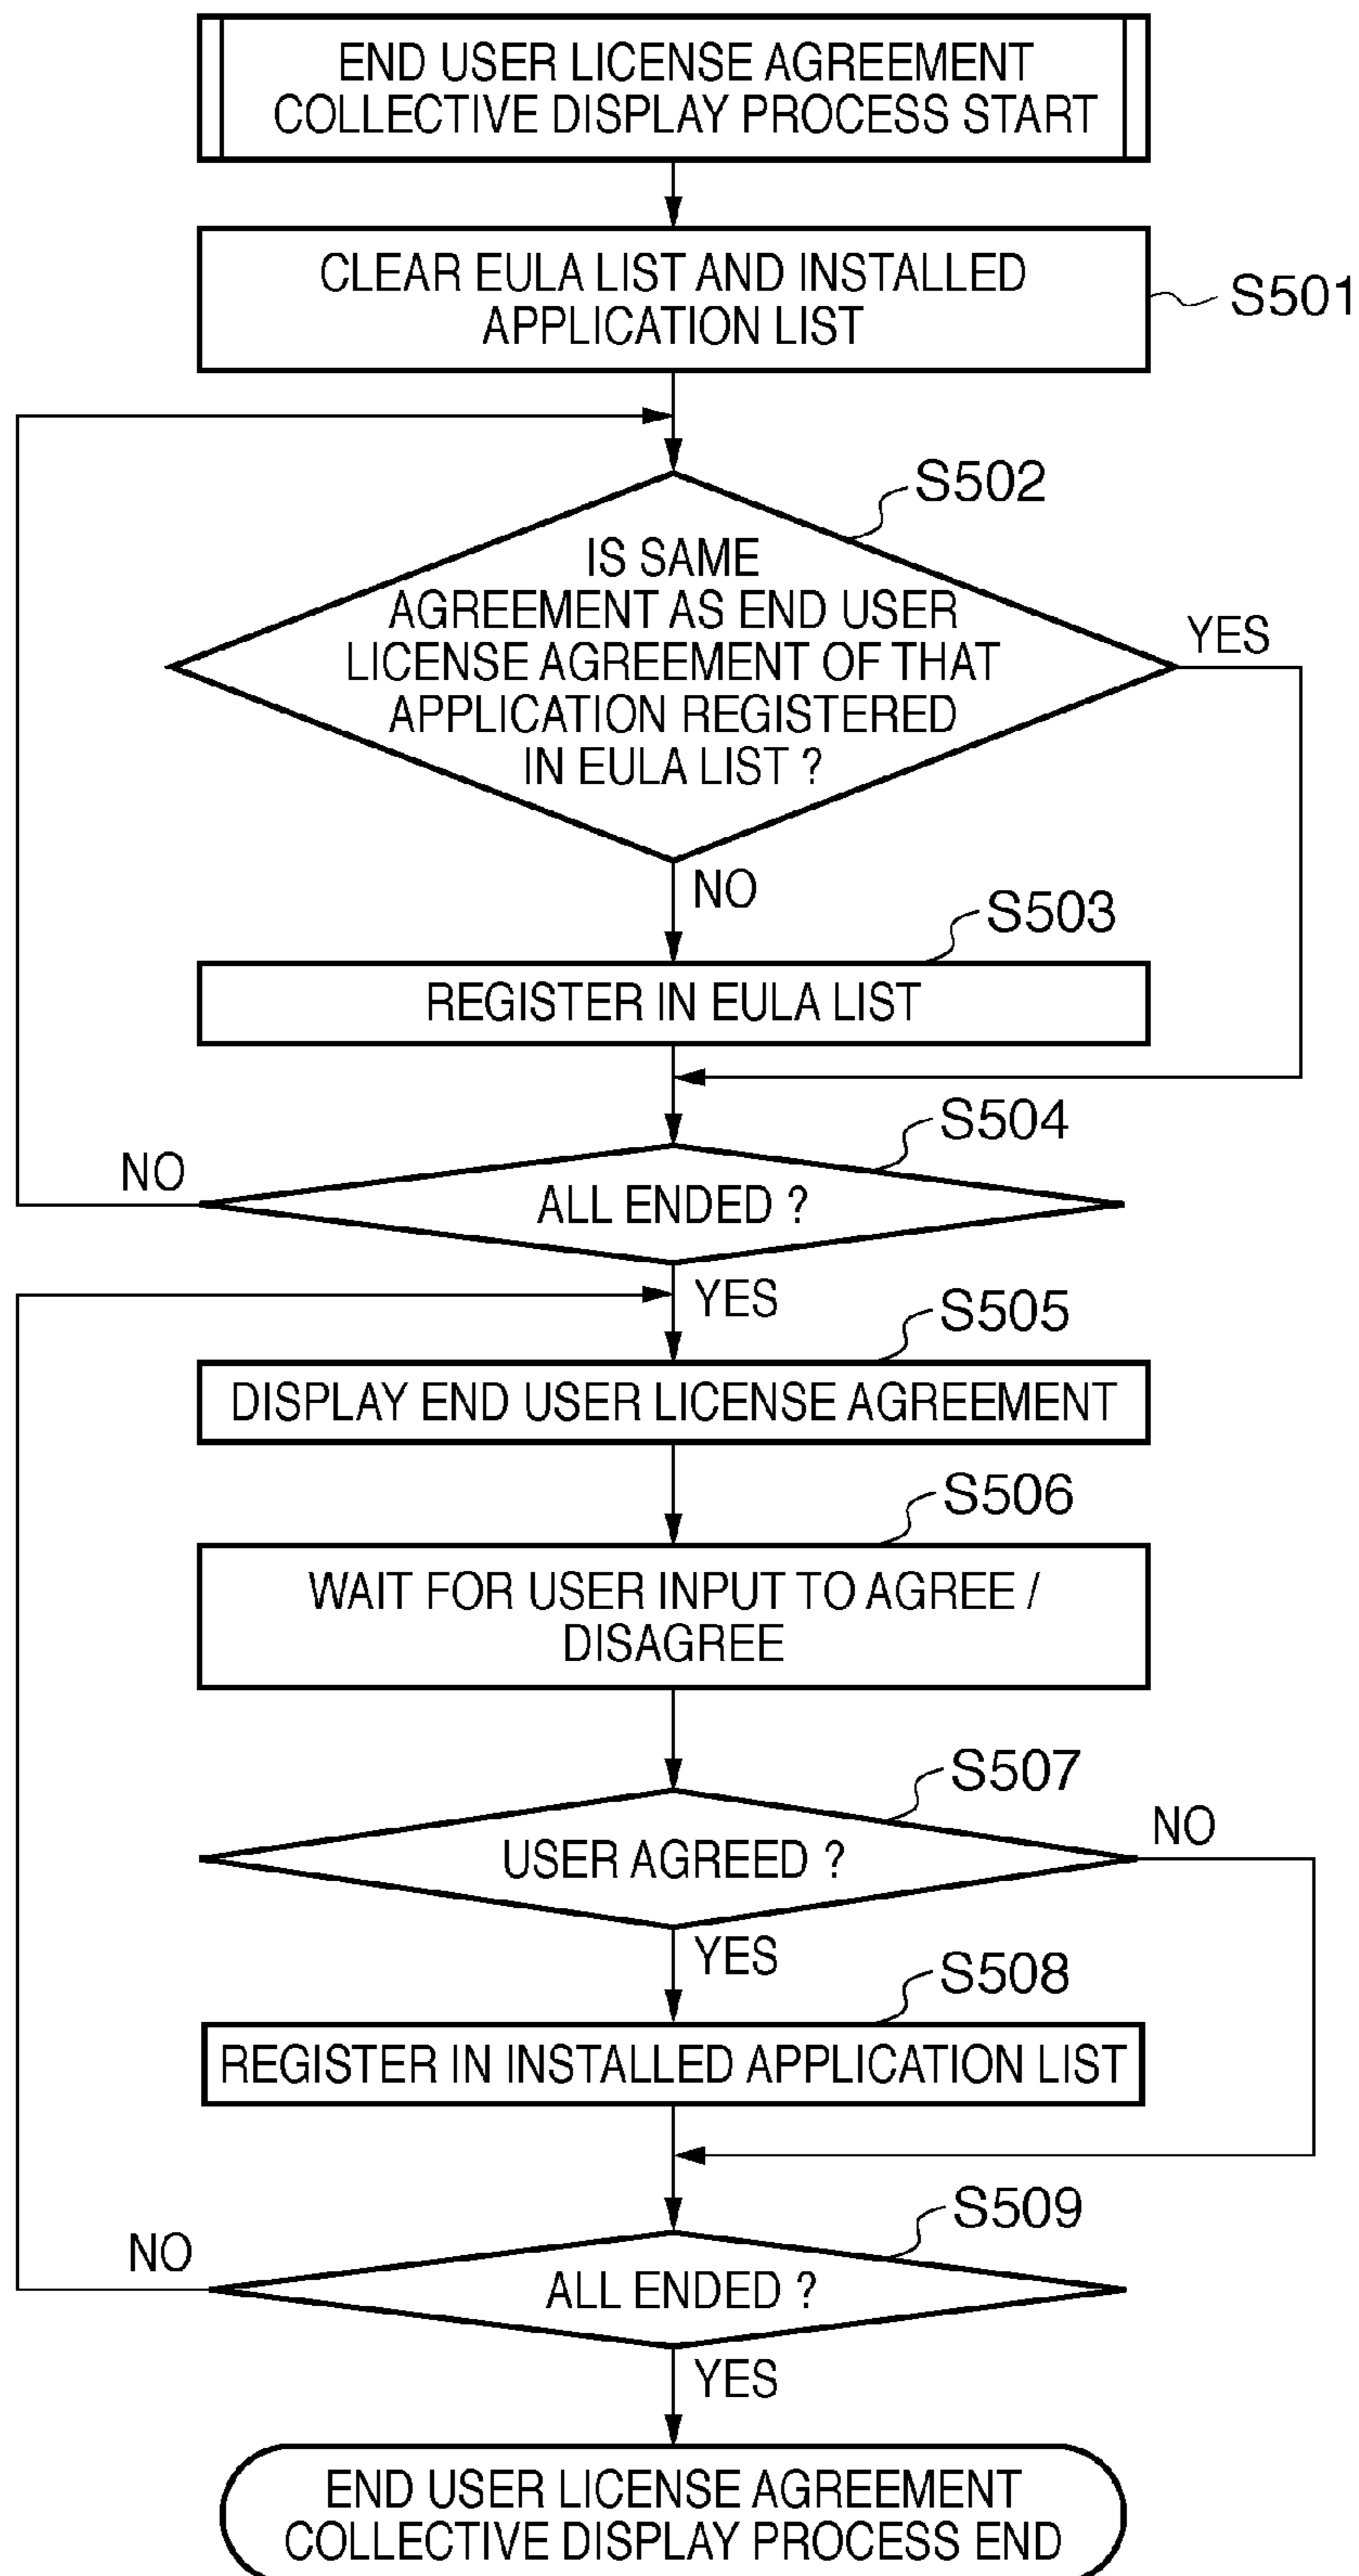 END USER LICENSE AGREEMENT
COLLECTIVE DISPLAY PROCESS START
CLEAR EULA LIST AND INSTALLED
APPLICATION LIST
S501
S502
IS SAME
AGREEMENT AS END USER
LICENSE AGREEMENT OF THAT
APPLICATION REGISTERED
IN EULA LIST ?
YES
NO
S503
REGISTER IN EULA LIST
S504
NO
ALL ENDED ?
YES
S505
DISPLAY END USER LICENSE AGREEMENT
S506
WAIT FOR USER INPUT TO AGREE /
DISAGREE
S507
NO
USER AGREED ?
YES
S508
REGISTER IN INSTALLED APPLICATION LIST
S509
NO
ALL ENDED ?
YES
END USER LICENSE AGREEMENT
COLLECTIVE DISPLAY PROCESS END